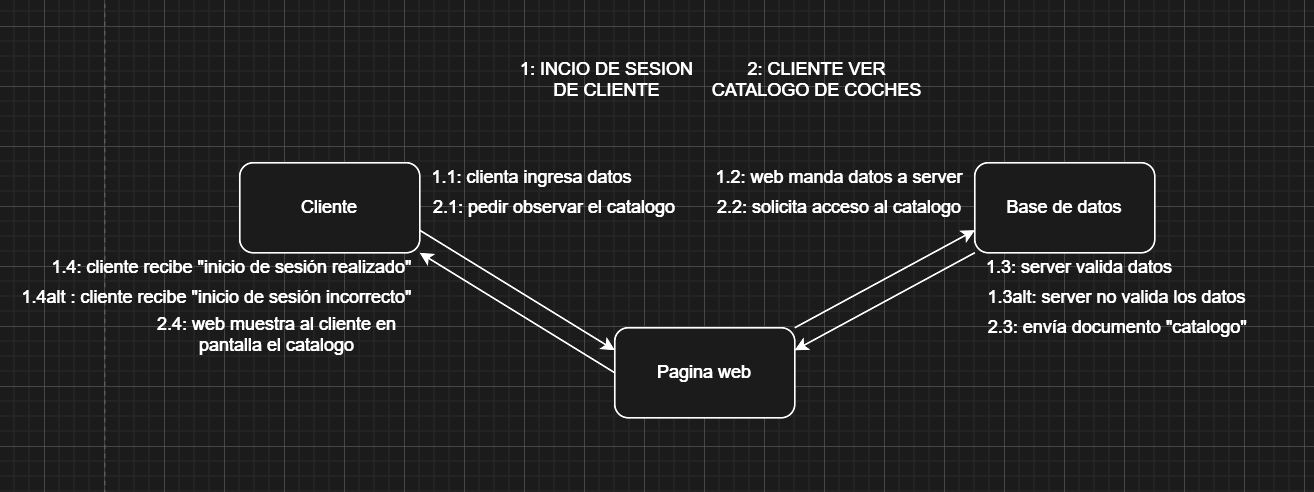 1: INCIO DE SESION
DE CLIENTE
2: CLIENTE VER
CATALOGO DE COCHES
Cliente
1.1: clienta ingresa datos
2.1: pedir observar el catalogo
1.2: web manda datos a server
2.2: solicita acceso al catalogo
Base de datos
1.4: cliente recibe "inicio de sesión realizado"
1.4alt : cliente recibe "inicio de sesión incorrecto"
2.4: web muestra al cliente en
pantalla el catalogo
1.3: server valida datos
1.3alt: server no valida los datos
2.3: envía documento "catalogo"
Pagina web